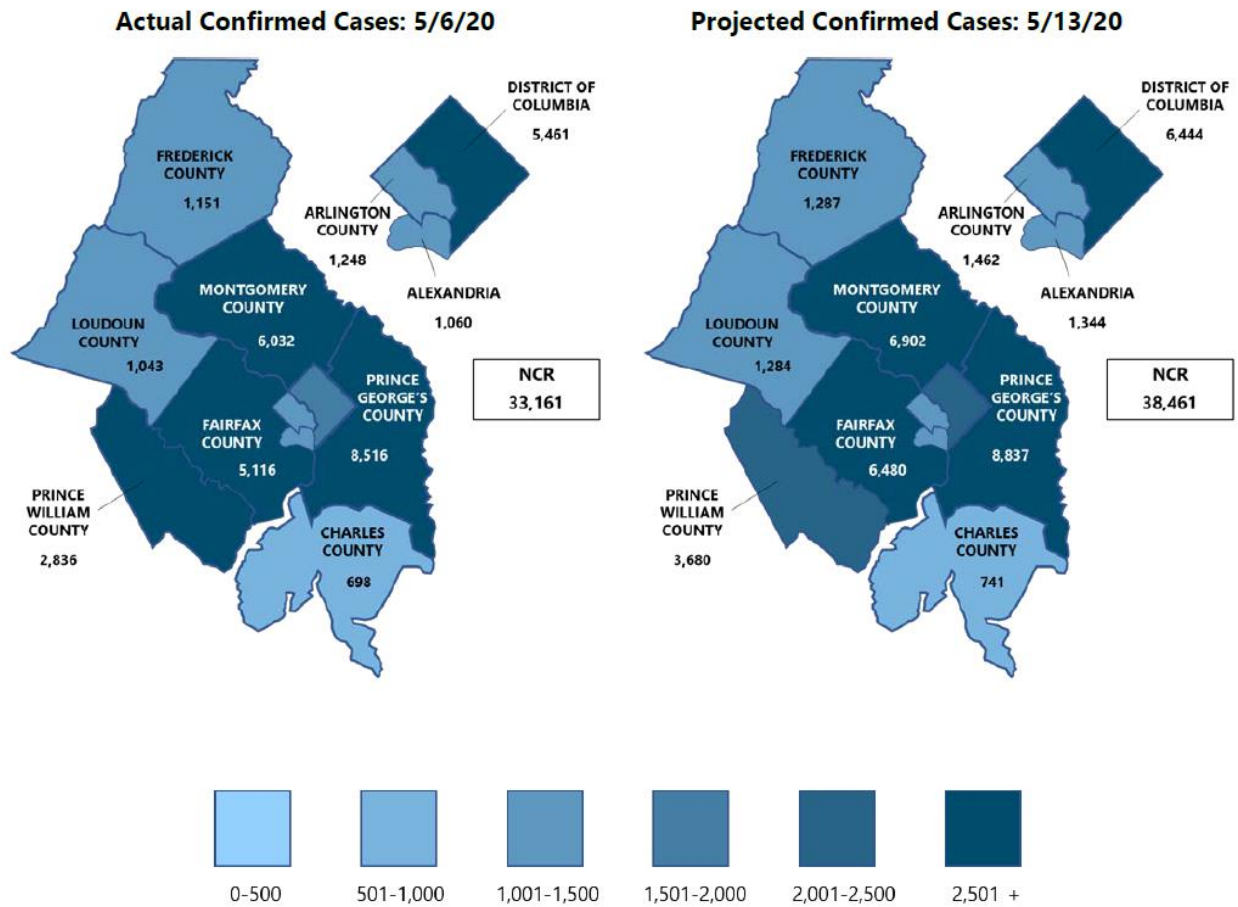 Actual Confirmed Cases: 5/6/20
DISTRICT OF
COLUMBIA
5,461
FREDERICK
COUNTY
1,151
ARLINGTON
COUNTY
1,248
MONTGOMERY
COUNTY
6,032
ALEXANDRIA
1,060
LOUDOUN
COUNTY
1,043
NCR
33,161
PRINCE
GEORGE'S
COUNTY
8,516
FAIRFAX
COUNTY
5,116
PRINCE
WILLIAM
COUNTY
2,836
CHARLES
COUNTY
698
Projected Confirmed Cases: 5/13/20
DISTRICT OF
COLUMBIA
6,444
FREDERICK
COUNTY
1,287
ARLINGTON
COUNTY
1,462
MONTGOMERY
COUNTY
6,902
ALEXANDRIA
1,344
LOUDOUN
COUNTY
1,284
NCR
38,461
PRINCE
GEORGE'S
COUNTY
8,837
FAIRFAX
COUNTY
6,480
PRINCE
WILLIAM
COUNTY
3,680
CHARLES
COUNTY
741
0-500
501-1,000
1,001-1,500
1,501-2,000
2,001-2,500
2,501 +